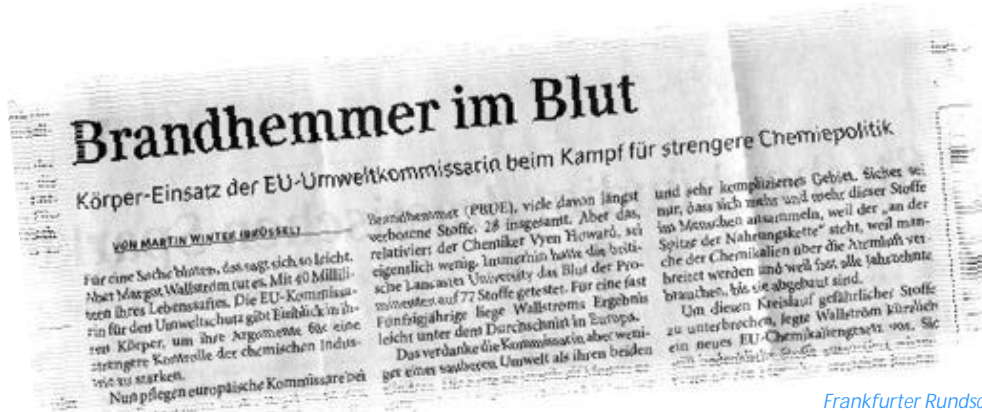 Brandhemmer im Blut
Körper-Einsatz der EU-Umweltkommissarin beim Kampf für strengere Chemiepolitik
VON MARTIN WINTER (BRÜSSEL)
Für eine Sache bluten, das sagt sich so leicht.
Aber Margot Wallström tut es. Mit 40 Millili-
tern ihres Lebenssaftes. Die EU-Kommissa-
rin für den Umweltschutz gibt Einblick in ih-
ren Körper, um ihre Argumente für eine
strengere Kontrolle der chemischen Indus-
trie zu stärken.
Nun pflegen europäische Kommissare bei
Brandhemmer (PBDE), viele davon längst
verbotene Stoffe. 28 insgesamt. Aber das,
relativiert der Chemiker Vyen Howard, sei
eigentlich wenig. Immerhin hatte die briti-
sche Lancaster University das Blut der Pro-
minenten auf 77 Stoffe getestet. Für eine fast
Fünfzigjährige liege Wallströms Ergebnis
leicht unter dem Durchschnitt in Europa.
Das verdanke die Kommissarin aber weni-
ger einer sauberen Umwelt als ihren beiden
und sehr kompliziertes Gebiet. Sicher sei
nur, dass sich mehr und mehr dieser Stoffe
im Menschen ansammeln, weil der „an der
Spitze der Nahrungskette“ steht, weil man-
che der Chemikalien über die Atemluft ver-
breitet werden und weil fast alle Jahrzehnte
brauchen, bis sie abgebaut sind.
Um diesen Kreislauf gefährlicher Stoffe
zu unterbrechen, legte Wallström kürzlich
ein neues EU-Chemikaliengesetz vor. Sie
Frankfurter Rundsc